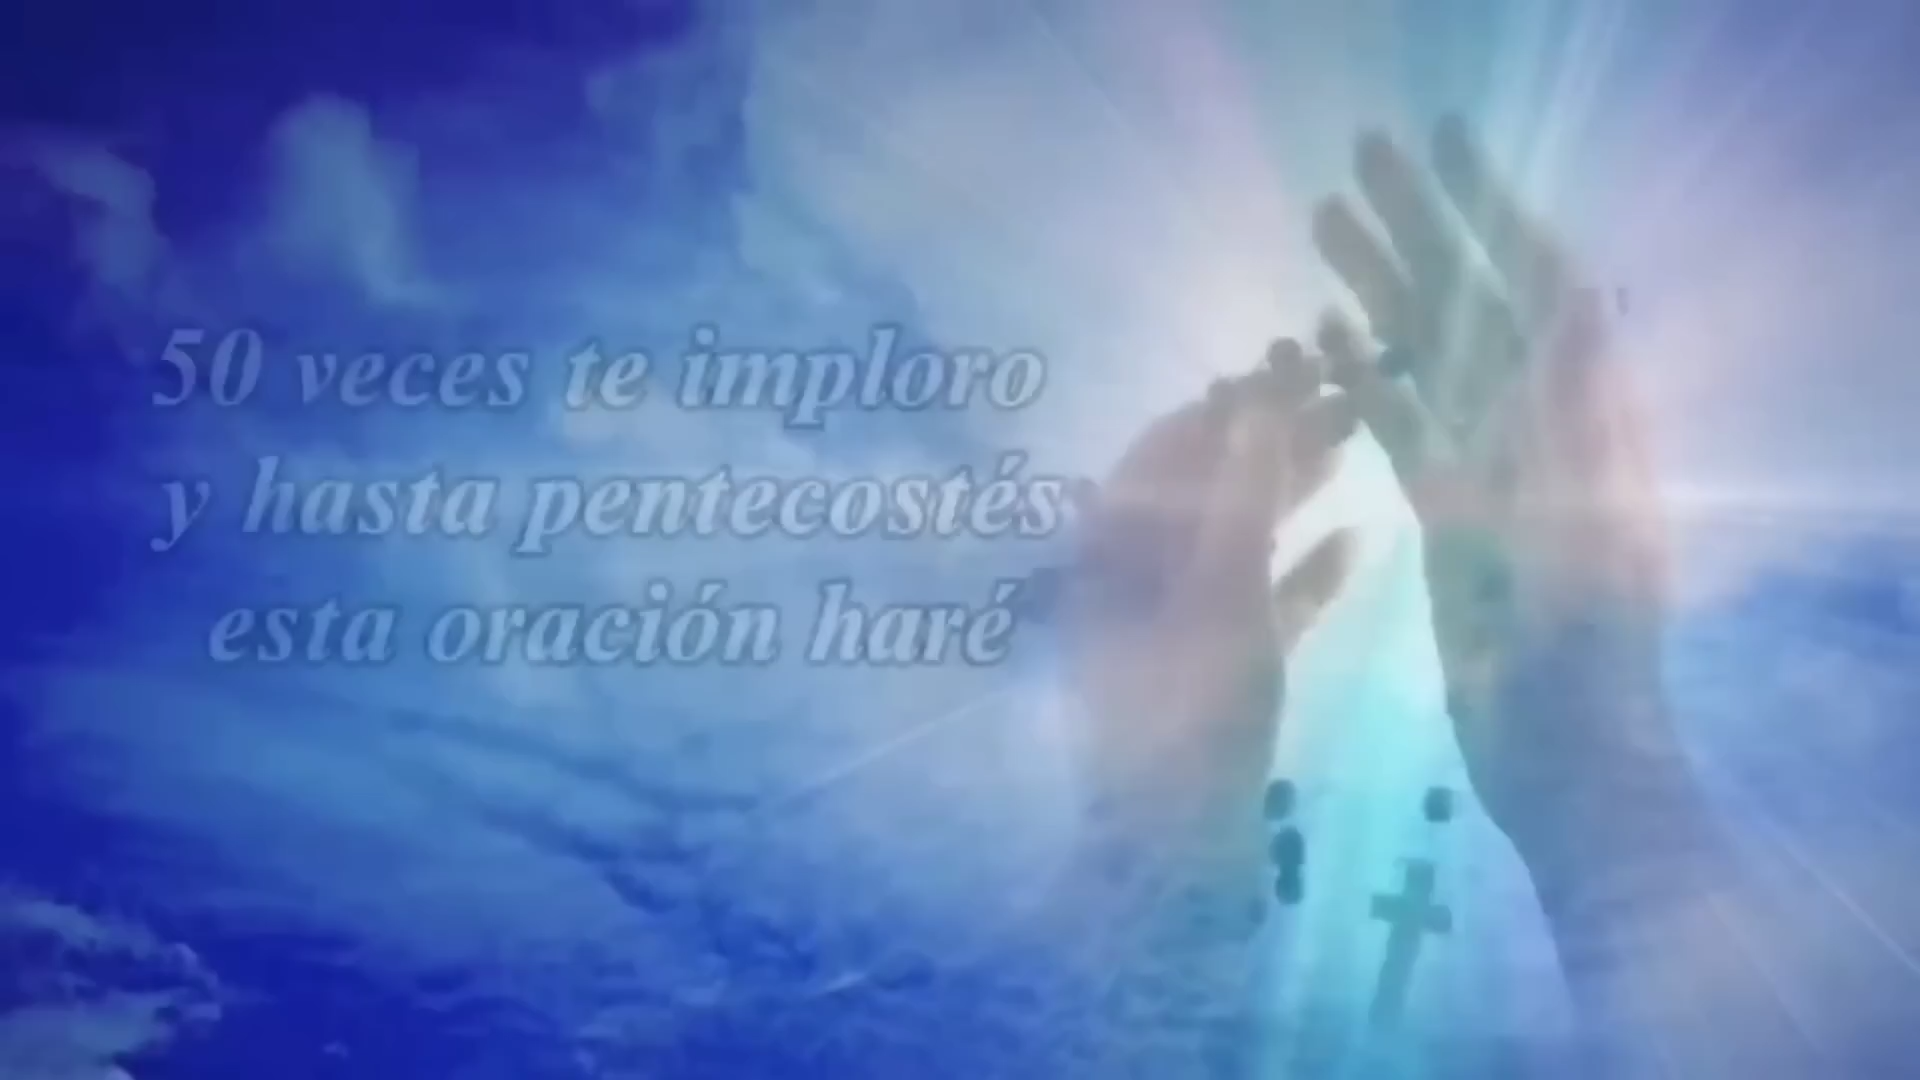 50 veces te imploro
y hasta pentecostés
esta oración haré